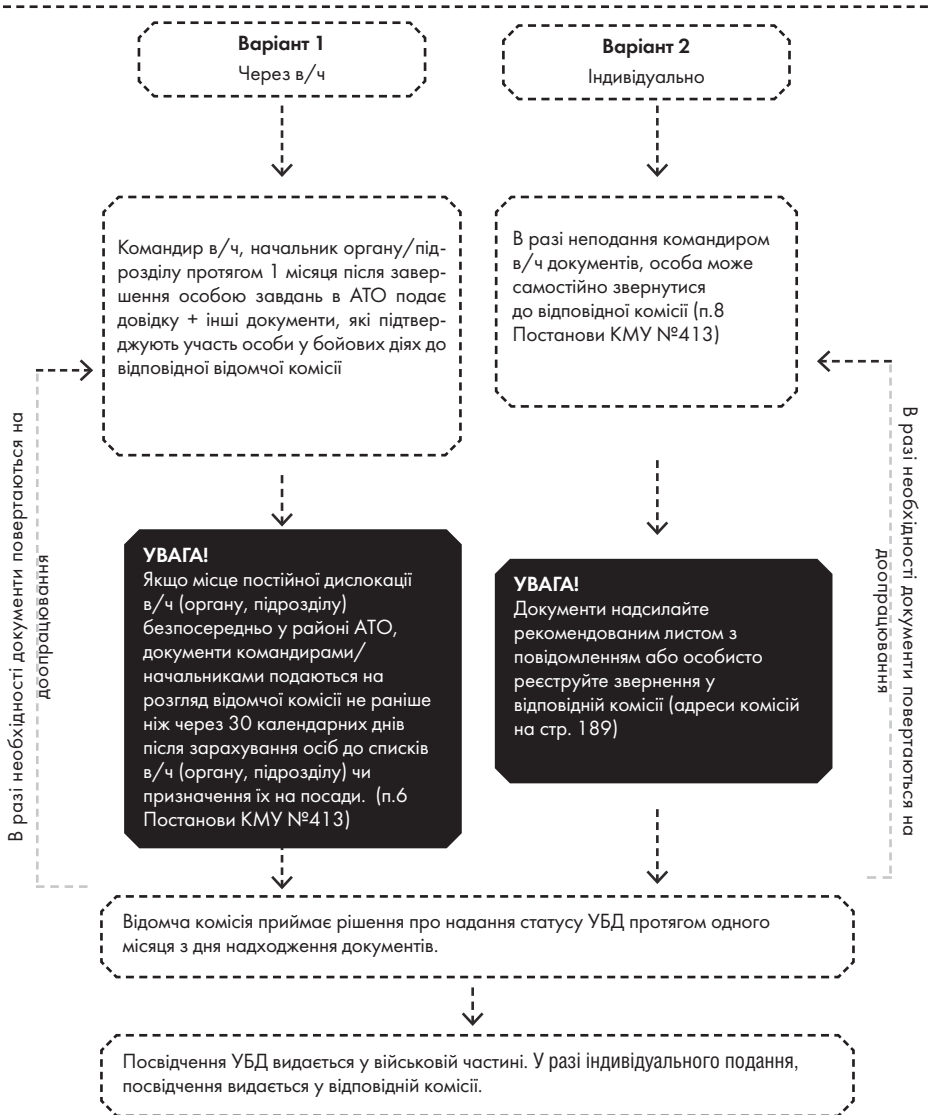 Варіант 1
Через в/ч
Варіант 2
Індивідуально
Командир в/ч, начальник органу/під-
розділу протягом 1 місяця після завер-
шення особою завдань в АТО подає
довідку + інші документи, які підтвер-
джують участь особи у бойових діях до
відповідної відомчої комісії
В разі неподання командиром
в/ч документів, особа може
самостійно звернутися
до відповідної комісії (п.8
Постанови КМУ №413)
В разі необхідності документи повертаються на
доопрацювання
В разі необхідності документи повертаються на
доопрацювання
УВАГА!
Якщо місце постійної дислокації
в/ч (органу, підрозділу)
безпосередньо у районі АТО,
документи командирами/
начальниками подаються на
розгляд відомчої комісії не раніше
ніж через 30 календарних днів
після зарахування осіб до списків
в/ч (органу, підрозділу) чи
призначення їх на посади. (п.6
Постанови КМУ №413)
УВАГА!
Документи надсилайте
рекомендованим листом з
повідомленням або особисто
реєструйте звернення у
відповідній комісії (адреси комісій
на стр. 189)
Відомча комісія приймає рішення про надання статусу УБД протягом одного
місяця з дня надходження документів.
Посвідчення УБД видається у військовій частині. У разі індивідуального подання,
посвідчення видається у відповідній комісії.